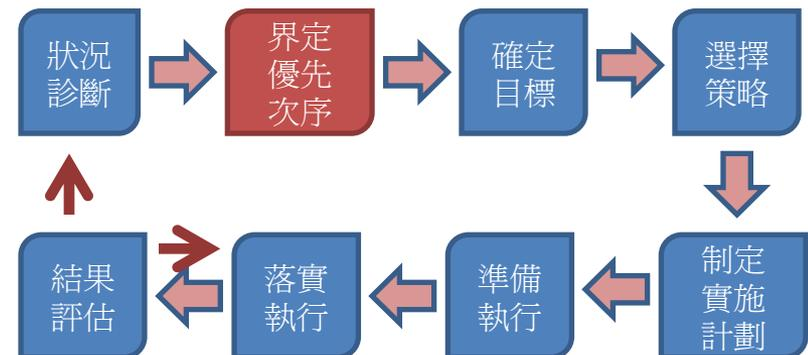 狀況
診斷
界定
優先
次序
確定
目標
選擇
策略
制定
實施
計劃
準備
執行
落實
執行
結果
評估